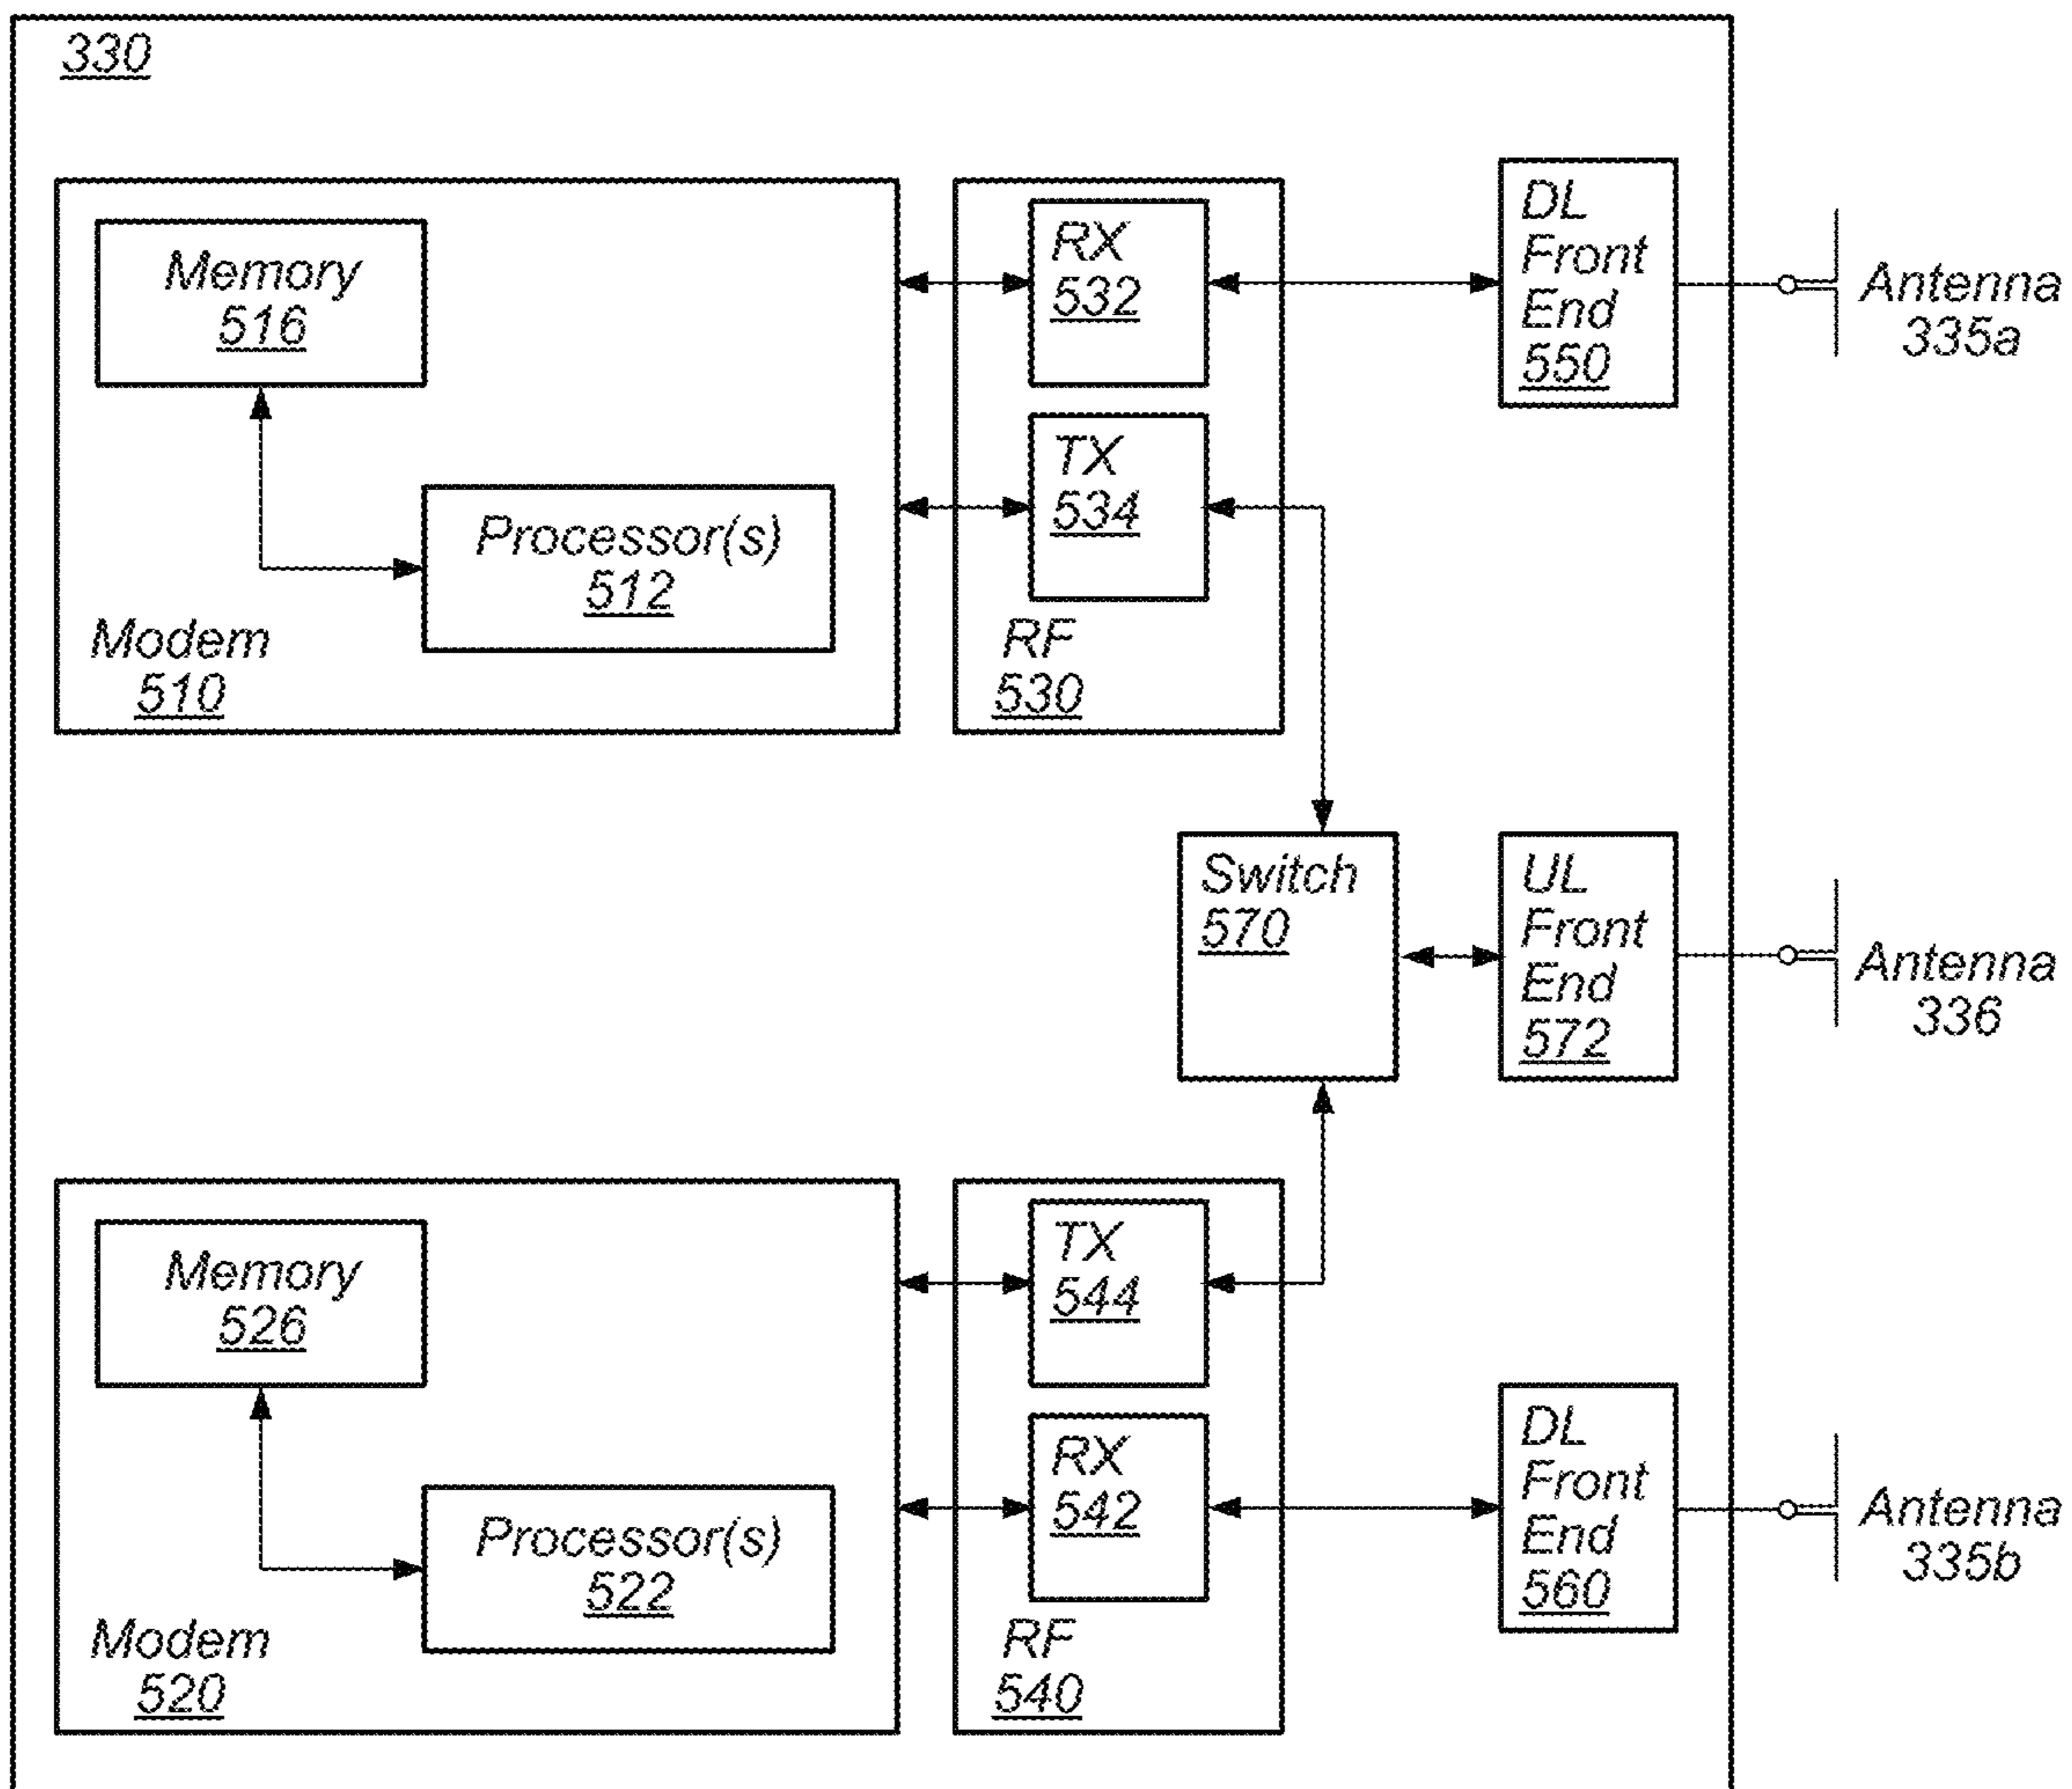 330
Memory
516
Processor(s)
512
Modem
510
RX
532
TX
534
RF
530
DL
Front
End
550
Antenna
335a
Switch
570
UL
Front
End
572
Antenna
336
Memory
526
Processor(s)
522
Modem
520
TX
544
RX
542
RF
540
DL
Front
End
560
Antenna
335b